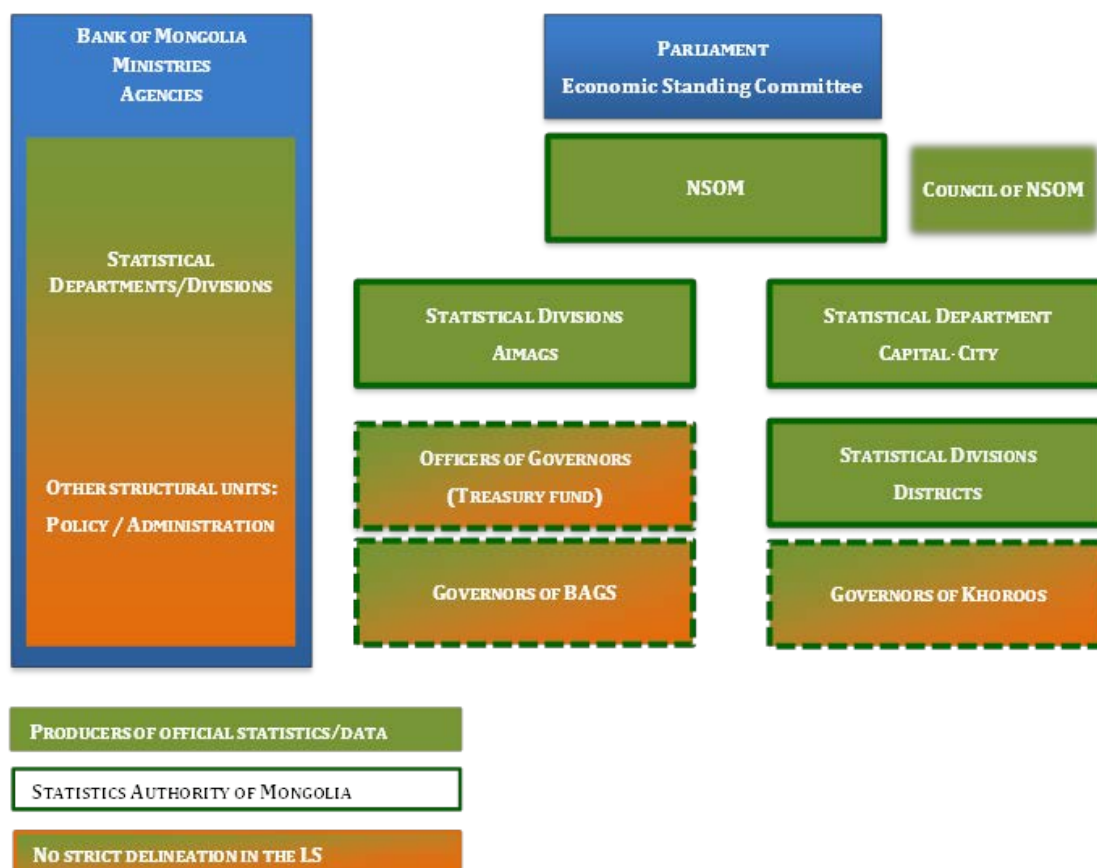 BANK OF MONGOLIA
MINISTRIES
AGENCIES
STATISTICAL
DEPARTMENTS/DIVISIONS
OTHER STRUCTURAL UNITS:
POLICY / ADMINISTRATION
PARLIAMENT
Economic Standing Committee
NSOM
COUNCIL OF NSOM
STATISTICAL DIVISIONS
AIMAGS
STATISTICAL DEPARTMENT
CAPITAL-CITY
OFFICERS OF GOVERNORS
(TREASURY FUND)
STATISTICAL DIVISIONS
DISTRICTS
GOVERNORS OF BAGS
GOVERNORS OF KHOROOS
PRODUCERS OF OFFICIAL STATISTICS/DATA
STATISTICS AUTHORITY OF MONGOLIA
NO STRICT DELINEATION IN THE LS